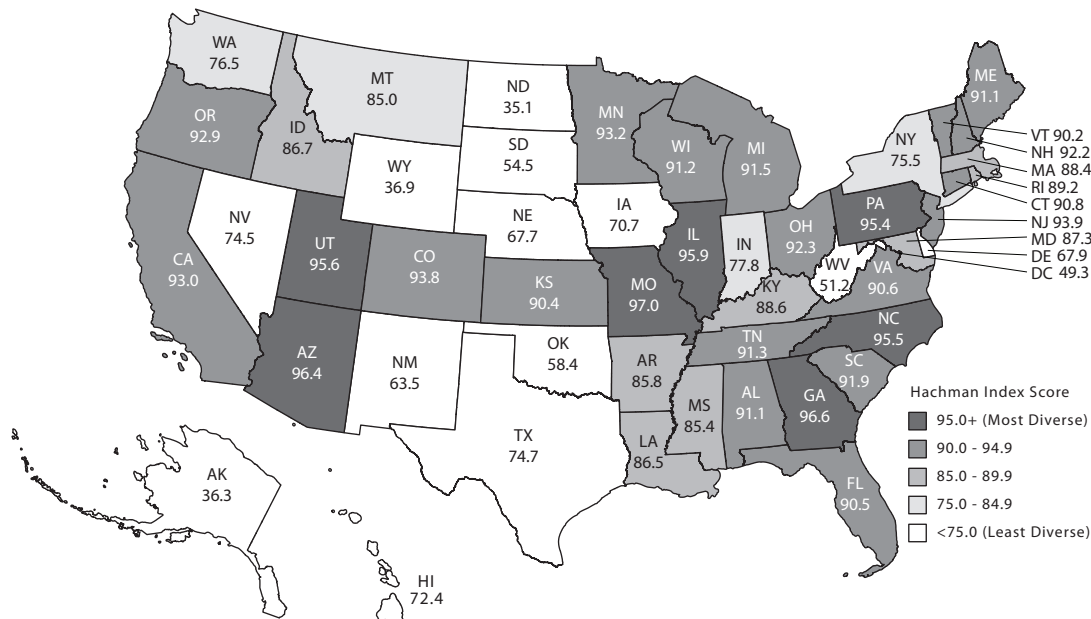 WA
76.5
MT
85.0
ND
35.1
MN
93.2
ME
91.1
OR
92.9
ID
86.7
SD
54.5
WI
91.2
MI
91.5
NY
75.5
VT 90.2
NH 92.2
MA 88.4
RI 89.2
CT 90.8
NJ 93.9
MD 87.3
DE 67.9
DC 49.3
WY
36.9
NE
67.7
IA
70.7
PA
95.4
NV
74.5
UT
95.6
CO
93.8
IL
95.9
IN
77.8
OH
92.3
WV
51.2
VA
90.6
CA
93.0
KS
90.4
MO
97.0
KY
88.6
NC
95.5
TN
91.3
AZ
96.4
NM
63.5
OK
58.4
AR
85.8
SC
91.9
MS
85.4
AL
91.1
GA
96.6
TX
74.7
LA
86.5
FL
90.5
AK
36.3
HI
72.4
Hachman Index Score
95.0+ (Most Diverse)
90.0 - 94.9
85.0 - 89.9
75.0 - 84.9
<75.0 (Least Diverse)